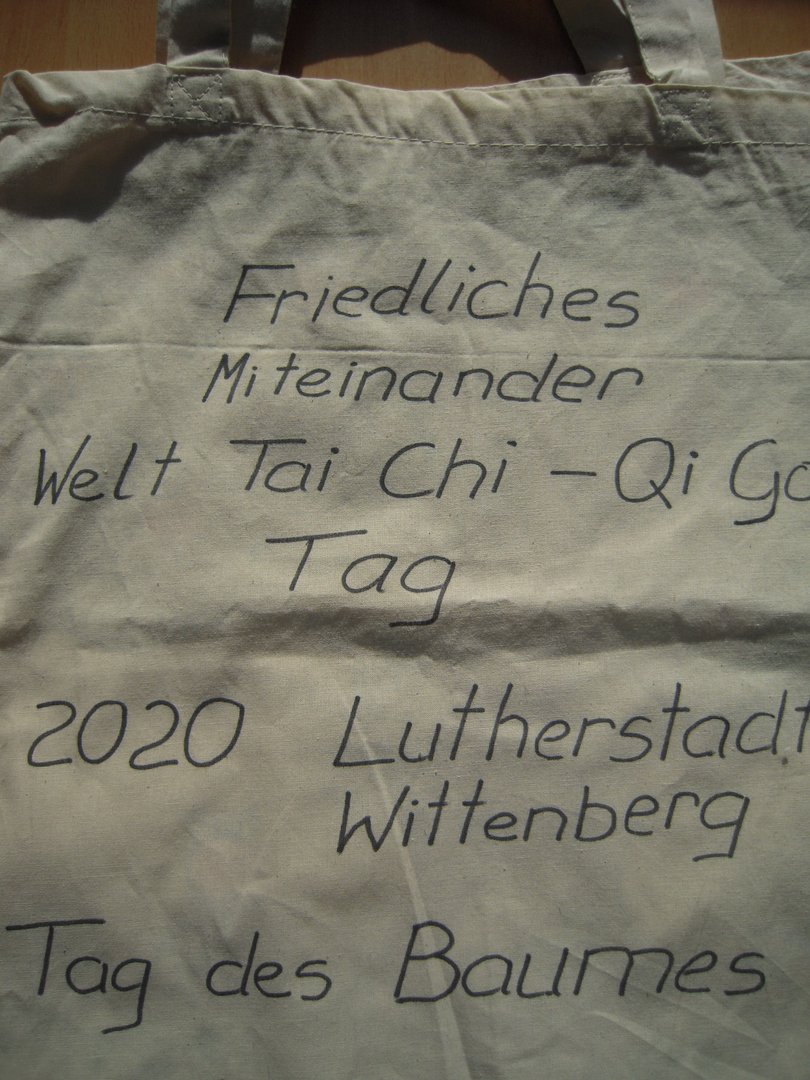 Friedliches
Miteinander
Welt Tai Chi - Qi Go
Tag
2020 Lutherstadt
Wittenberg
Tag des Baumes